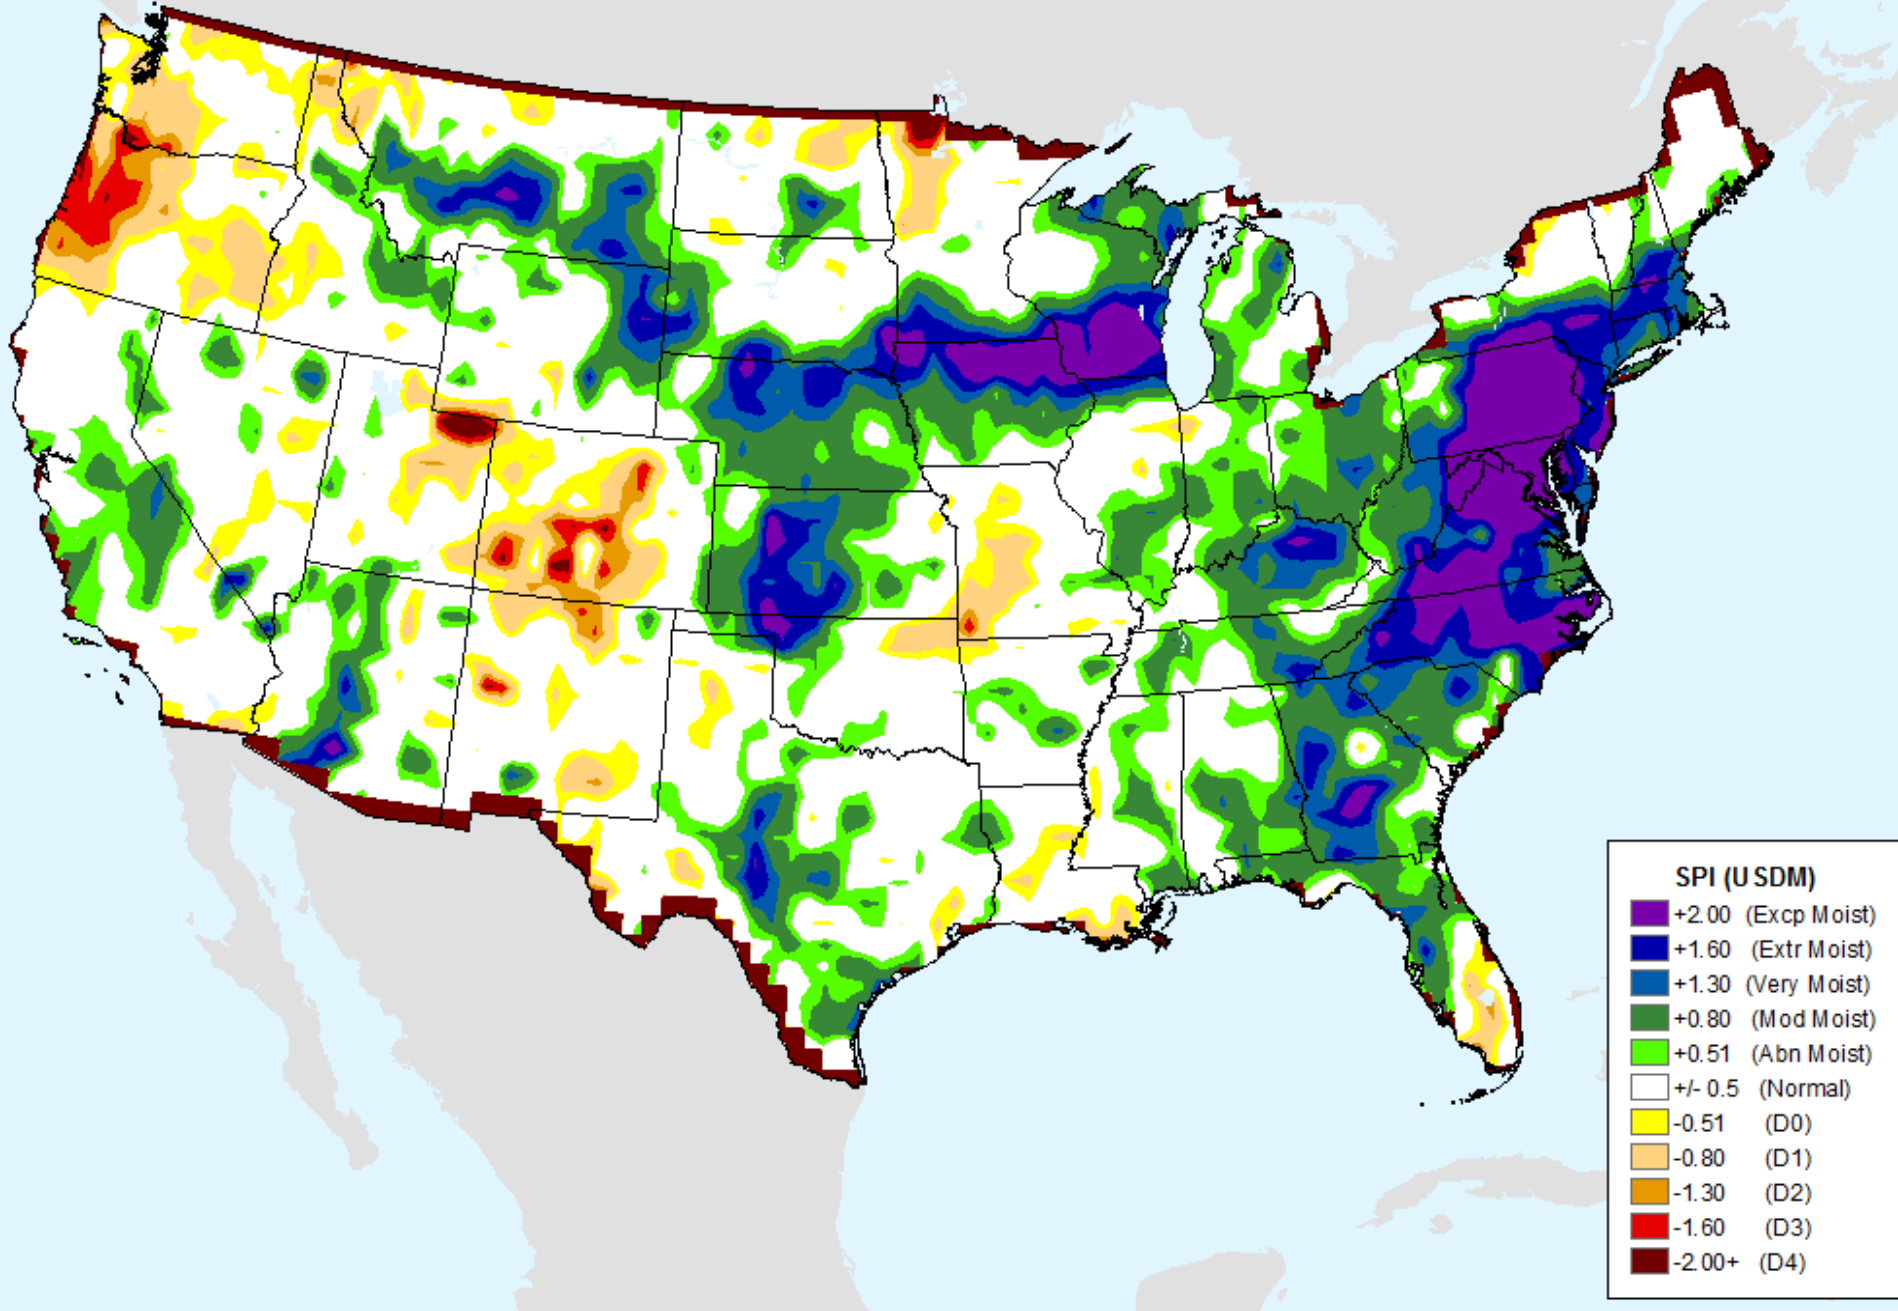 SPI (USDM)
+2.00 (Excp Moist)
+1.60 (Extr Moist)
+1.30 (Very Moist)
+0.80 (Mod Moist)
+0.51 (Abn Moist)
+/- 0.5 (Normal)
-0.51 (D0)
-0.80 (D1)
-1.30 (D2)
-1.60 (D3)
-2.00+ (D4)